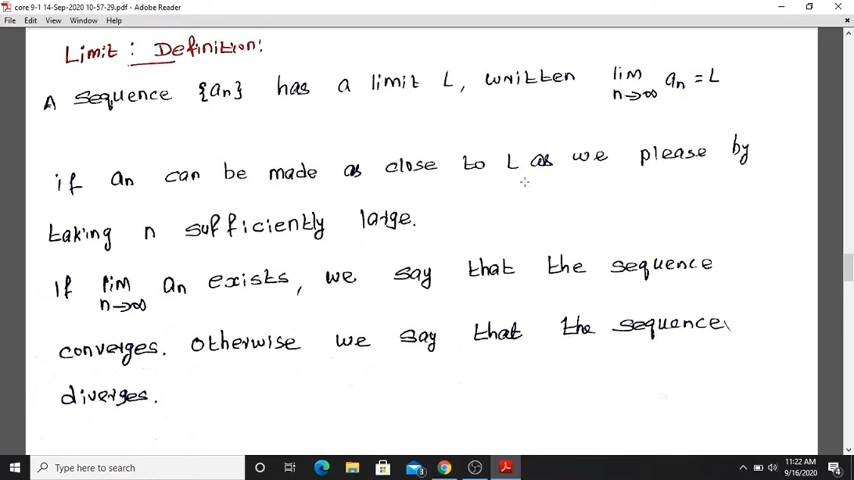 core 9-1 14-Sep-2020 10-57-29.pdf - Adobe Reader
File Edit View Window Help
Limit : Definition:
A sequence {an} has a limit L, written lim n→∞ an = L
if an can be made as close to L as we please by
taking n sufficiently large.
If lim n→∞ an exists, we say that the sequence
converges. Otherwise we say that the sequence
diverges.
Type here to search
3
11:22 AM
9/16/2020
4